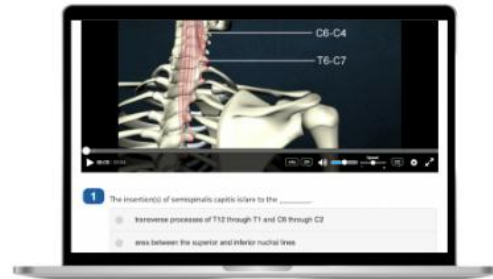 C6-C4
T6-C7
1
The insertion(s) of semispinalis capitis is/are to the ________.
transverse processes of T12 through T1 and C6 through C2
area between the superior and inferior nuchal lines